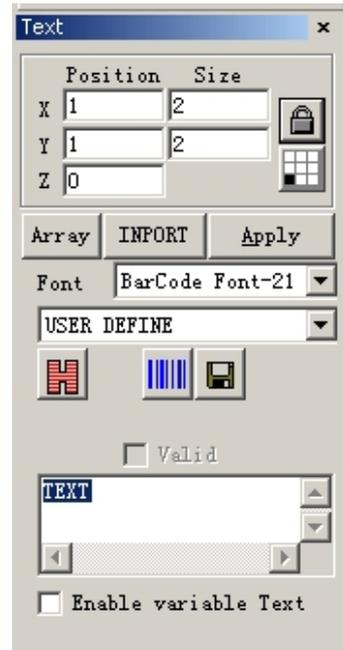 Text
Position Size
X 1 2
Y 1 2
Z 0
Array INPORT Apply
Font BarCode Font-21
USER DEFINE
Valid
TEXT
Enable variable Text